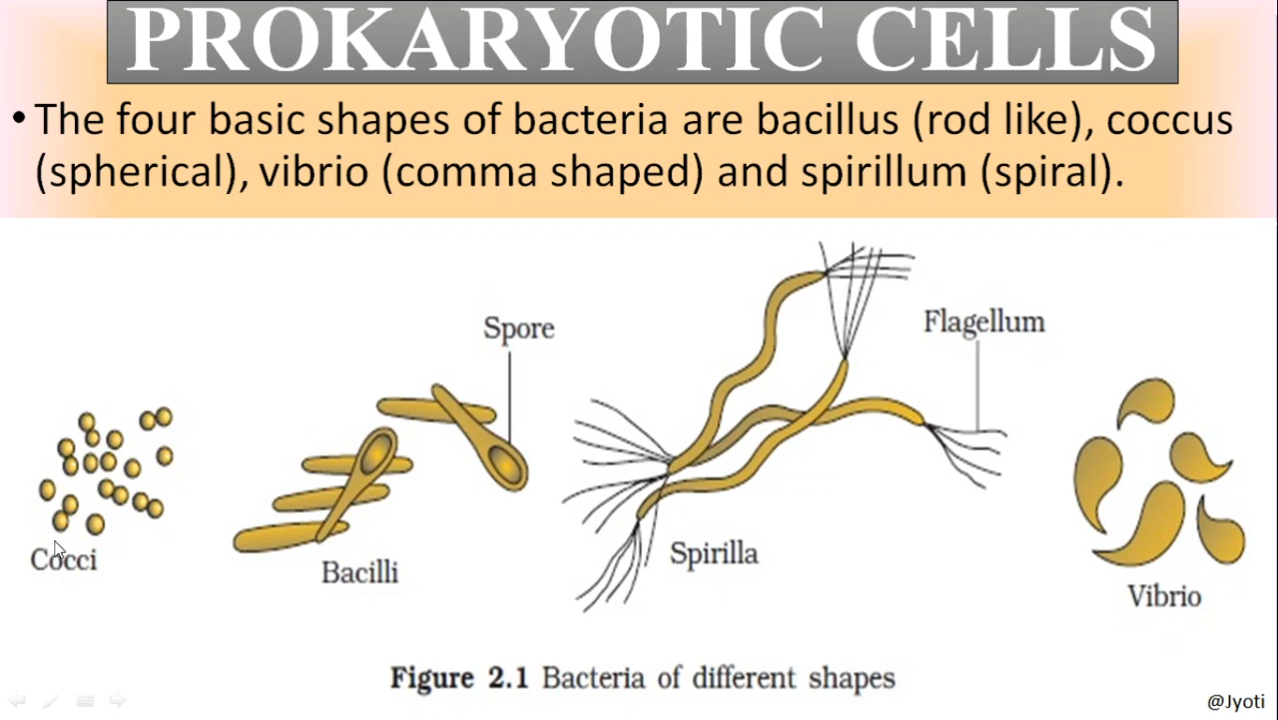 PROKARYOTIC CELLS
• The four basic shapes of bacteria are bacillus (rod like), coccus
(spherical), vibrio (comma shaped) and spirillum (spiral).
Spore
Flagellum
Cocci
Bacilli
Spirilla
Vibrio
Figure 2.1 Bacteria of different shapes
@Jyoti